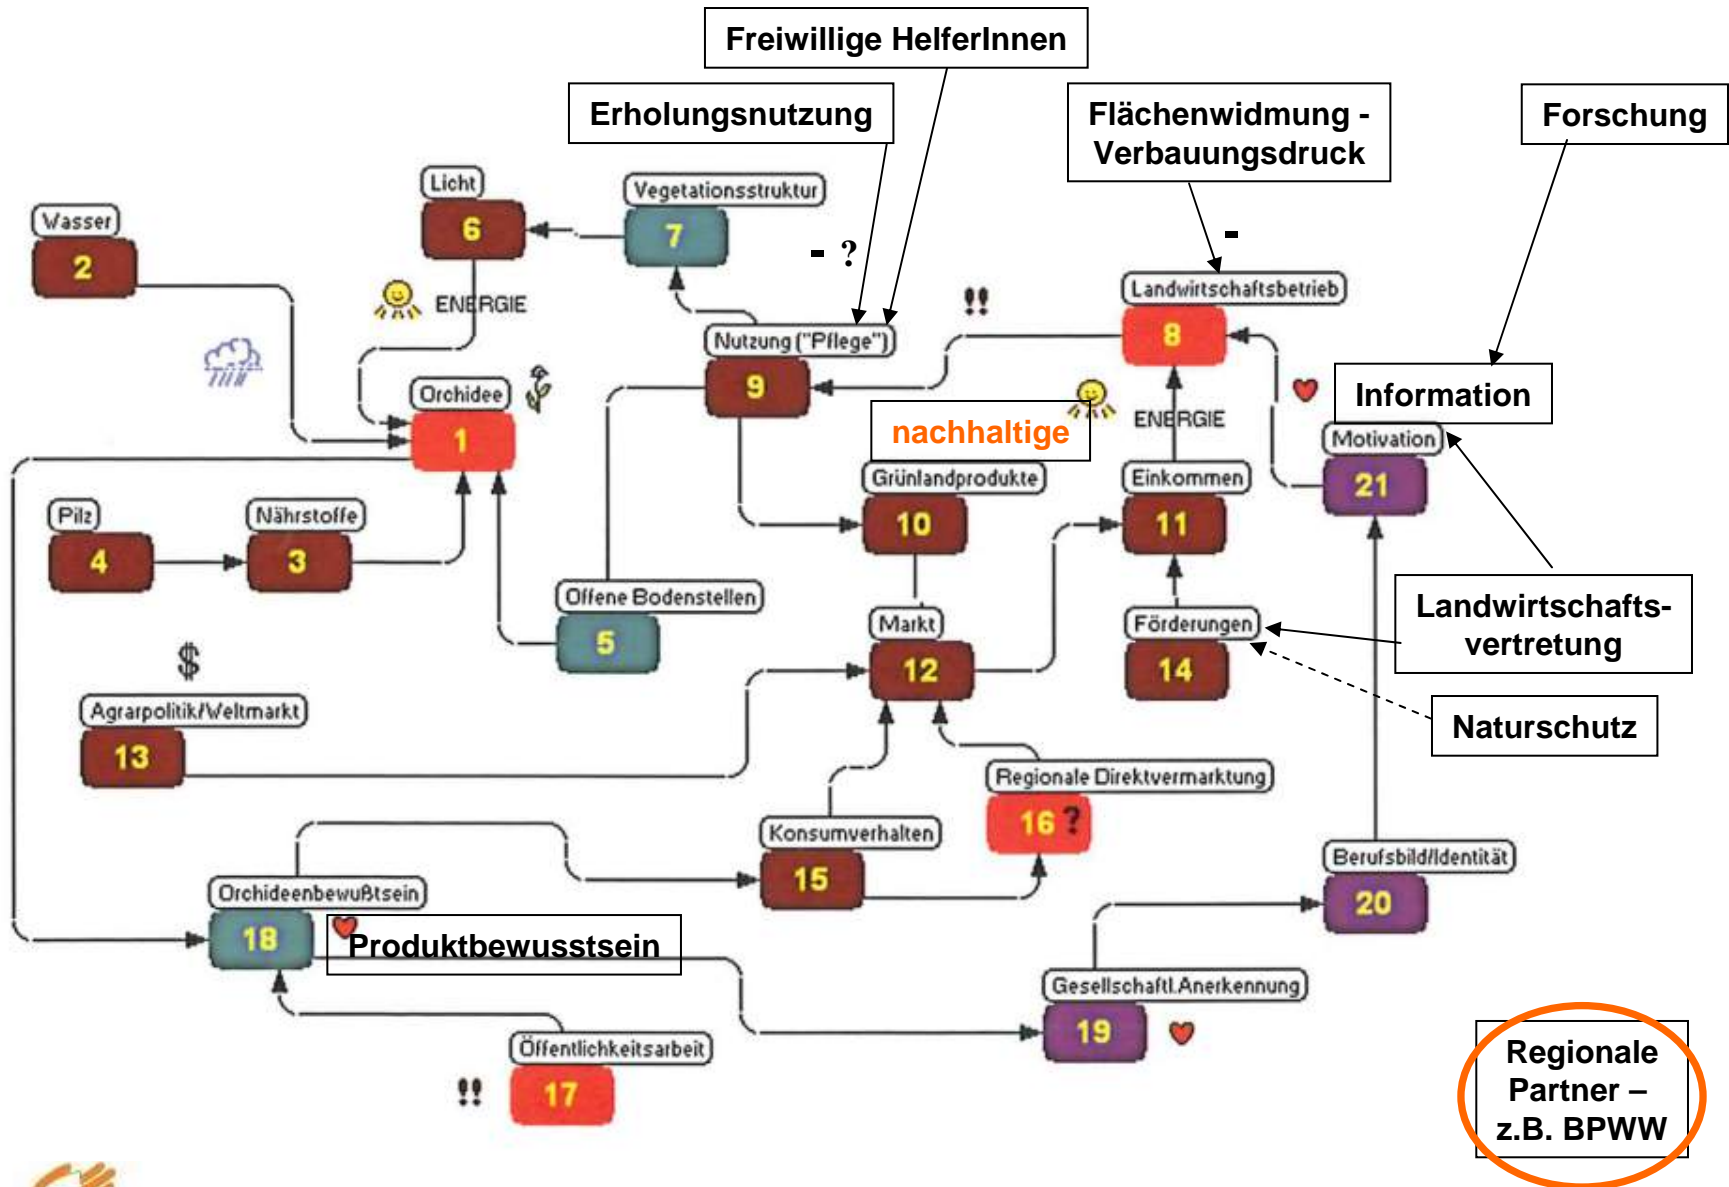 Freiwillige HelferInnen
Erholungsnutzung
Flächenwidmung -
Verbauungsdruck
Forschung
Licht
6
Vegetationsstruktur
7
Wasser
2
- ?
-
ENERGIE
!!
Landwirtschaftsbetrieb
8
Nutzung ("Pflege")
9
Orchidee
1
nachhaltige
ENERGIE
Information
Motivation
21
Grünlandprodukte
10
Einkommen
11
Pilz
4
Nährstoffe
3
Offene Bodenstellen
5
Markt
12
Förderungen
14
Landwirtschafts-
vertretung
$
Agrarpolitik/Weltmarkt
13
Naturschutz
Regionale Direktvermarktung
16 ?
Konsumverhalten
15
Berufsbild/Identität
20
Orchideenbewußtsein
18
Produktbewusstsein
Gesellschaftl.Anerkennung
19
Öffentlichkeitsarbeit
!!
17
Regionale
Partner –
z.B. BPWW